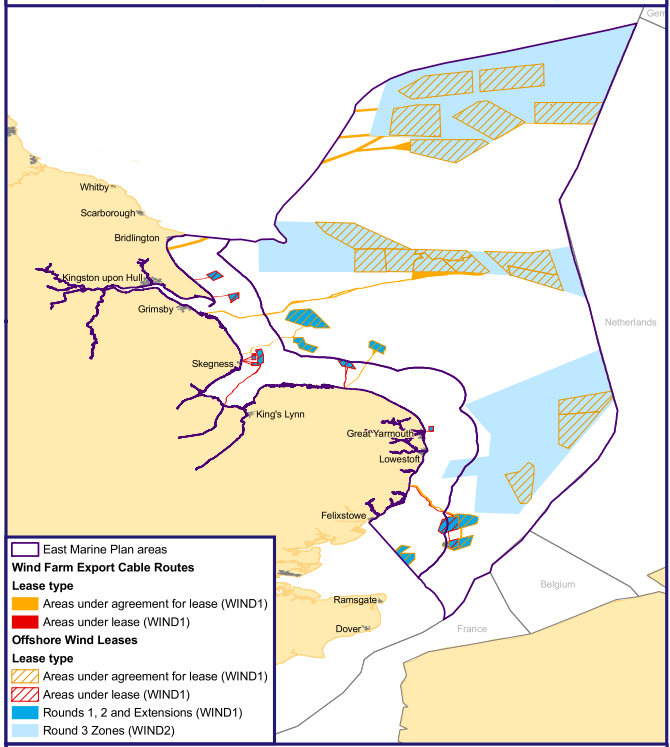 Gem
Whitby
Scarborough
Bridlington
Kingston upon Hull
Grimsby
Netherlands
Skegness
King's Lynn
Great Yarmouth
Lowestoft
Felixstowe
Belgium
Ramsgate
Dover
France
East Marine Plan areas
Wind Farm Export Cable Routes
Lease type
Areas under agreement for lease (WIND1)
Areas under lease (WIND1)
Offshore Wind Leases
Lease type
Areas under agreement for lease (WIND1)
Areas under lease (WIND1)
Rounds 1, 2 and Extensions (WIND1)
Round 3 Zones (WIND2)